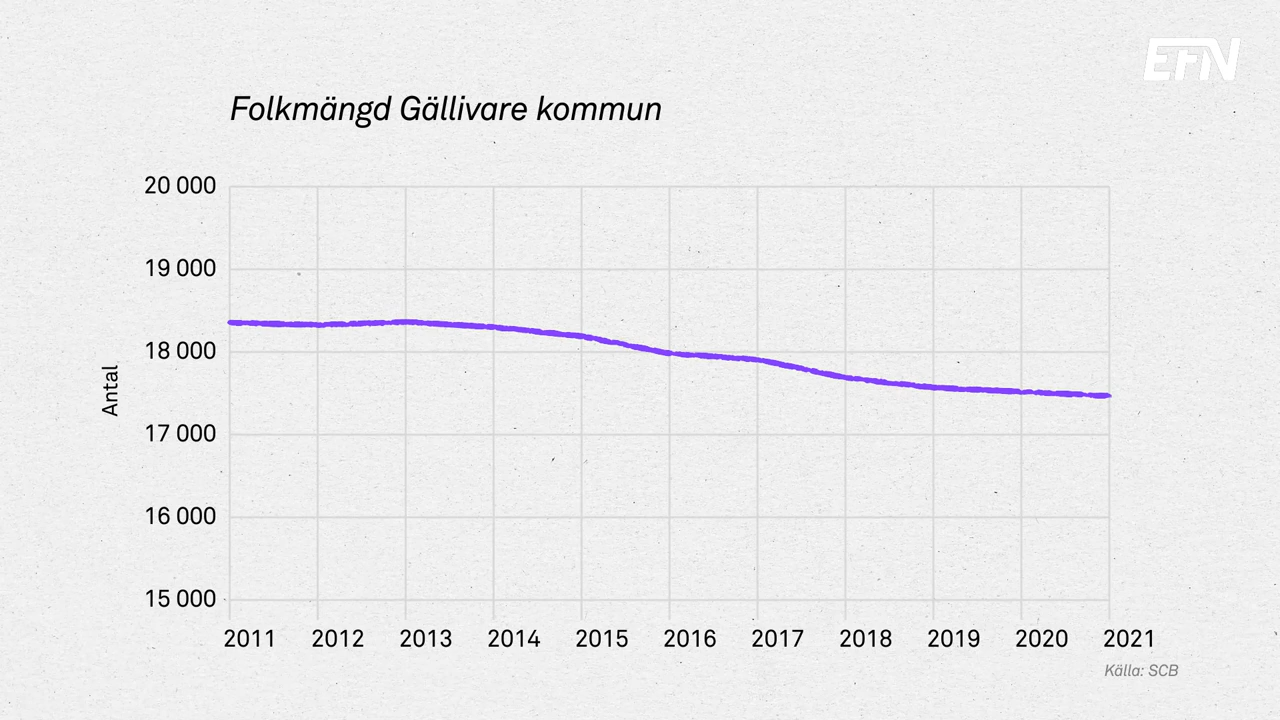 EFN
Folkmängd Gällivare kommun
20 000
19 000
18 000
Antal
17 000
16 000
15 000
2011 2012 2013 2014 2015 2016 2017 2018 2019 2020 2021
Källa: SCB